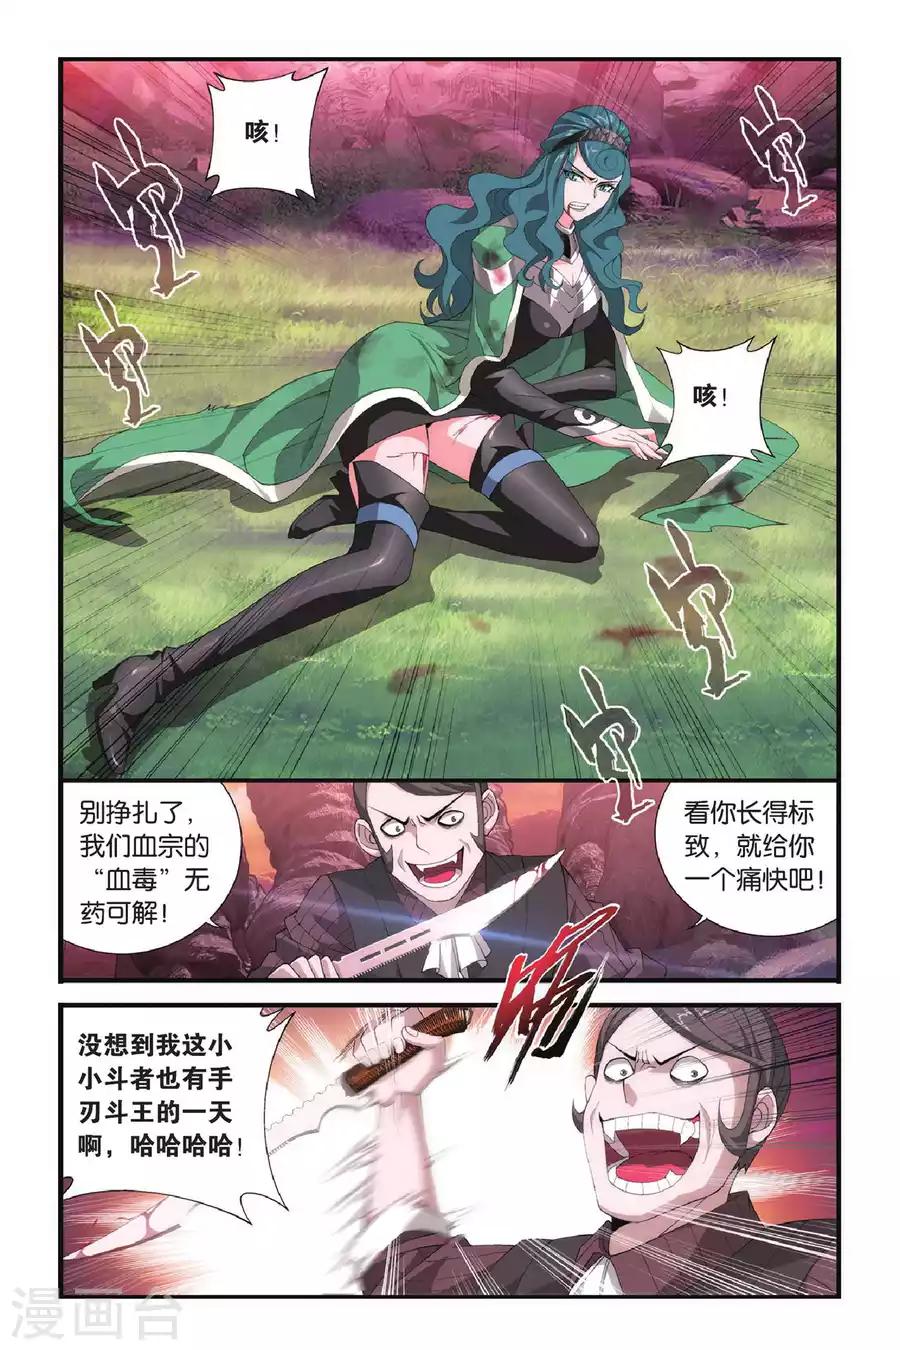 咳！
咳！
别挣扎了，
我们血宗的
“血毒”无
药可解！
看你长得标
致，就给你
一个痛快吧！
没想到我这小
小斗者也有手
刃斗王的一天
啊，哈哈哈哈！
漫画台